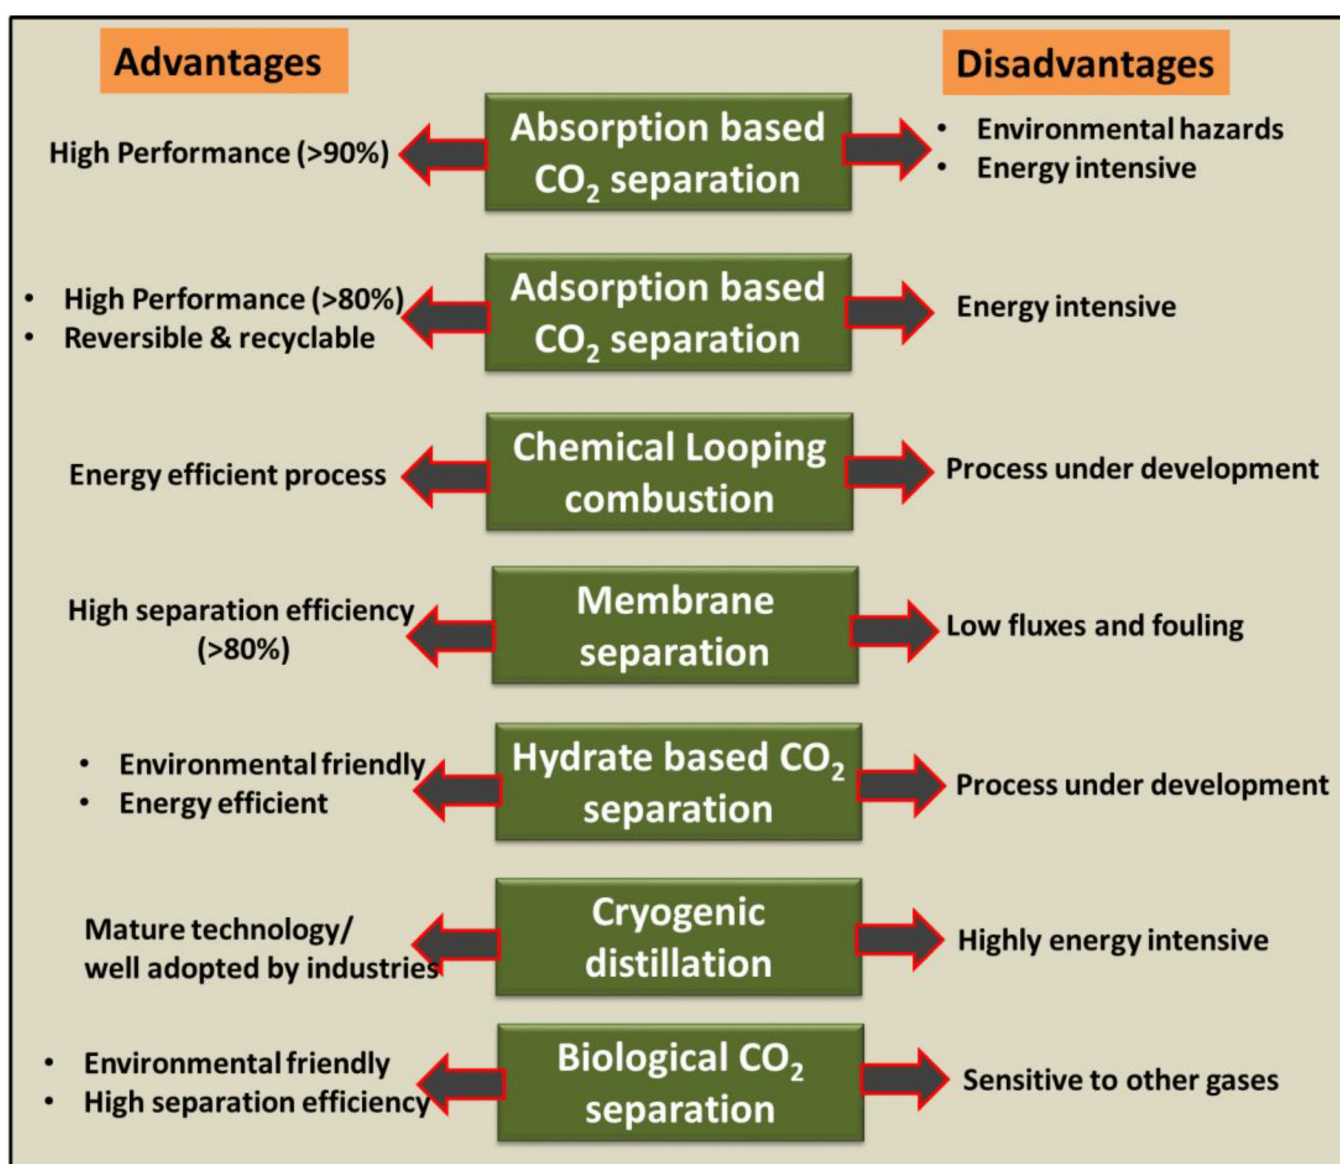 Advantages
Disadvantages
High Performance (>90%)
Absorption based
CO₂ separation
• Environmental hazards
• Energy intensive
• High Performance (>80%)
• Reversible & recyclable
Adsorption based
CO₂ separation
Energy intensive
Energy efficient process
Chemical Looping
combustion
Process under development
High separation efficiency
(>80%)
Membrane
separation
Low fluxes and fouling
• Environmental friendly
• Energy efficient
Hydrate based CO₂
separation
Process under development
Mature technology/
well adopted by industries
Cryogenic
distillation
Highly energy intensive
• Environmental friendly
• High separation efficiency
Biological CO₂
separation
Sensitive to other gases